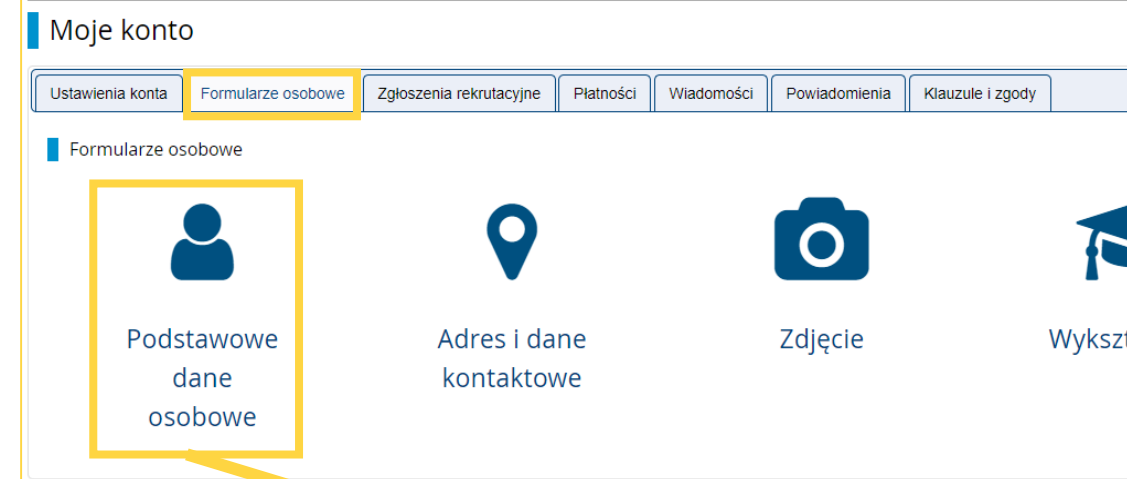 Moje konto
Ustawienia konta Formularze osobowe Zgłoszenia rekrutacyjne Płatności Wiadomości Powiadomienia Klauzule i zgody
Formularze osobowe
Podstawowe
dane
osobowe
Adres i dane
kontaktowe
Zdjęcie